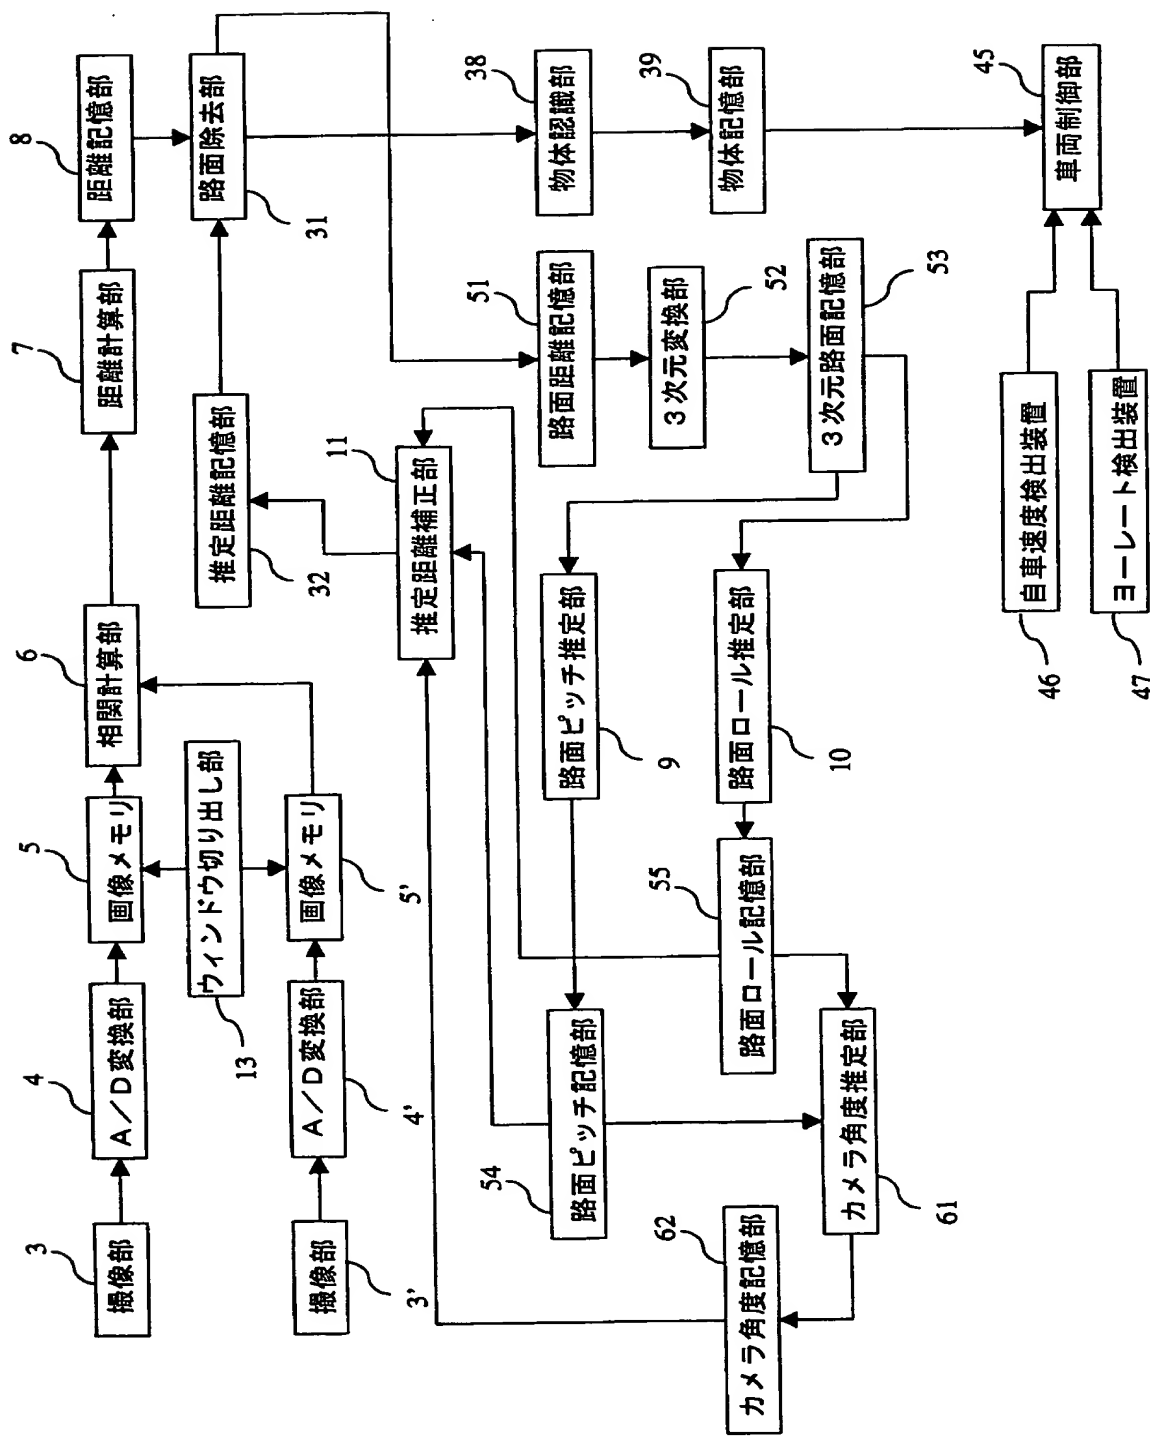 3
撮像部
4
A/D変換部
5
画像メモリ
6
相関計算部
7
距離計算部
8
距離記憶部
ウィンドウ切り出し部
13
路面除去部
31
推定距離記憶部
32
撮像部
3'
A/D変換部
4'
画像メモリ
5'
11
推定距離補正部
38
物体認識部
51
路面距離記憶部
路面ピッチ推定部
9
54
路面ピッチ記憶部
39
物体記憶部
3次元変換部
52
路面ロール推定部
10
55
路面ロール記憶部
62
カメラ角度記憶部
3次元路面記憶部
53
カメラ角度推定部
61
45
車両制御部
自車速度検出装置
46
ヨーレート検出装置
47